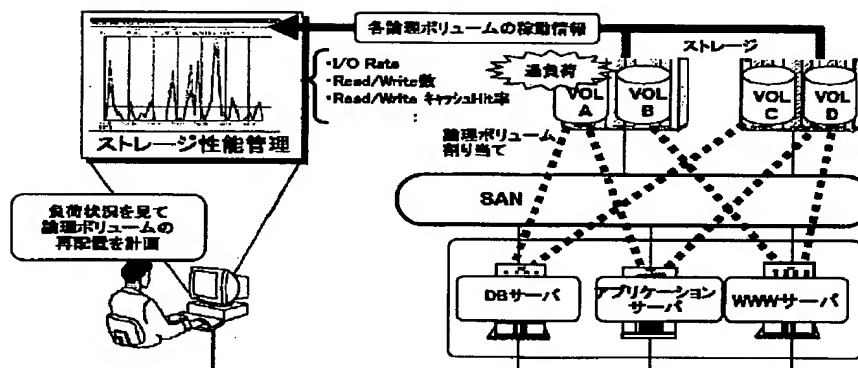 各論理ボリュームの稼動情報
ストレージ
・I/O Rate
・Read/Write数
・Read/Write キャッシュHit率
:
過負荷
VOL
A
VOL
B
VOL
C
VOL
D
ストレージ性能管理
論理ボリューム
割り当て
SAN
負荷状況を見て
論理ボリュームの
再配置を計画
DBサーバ
アプリケーション
サーバ
WWWサーバ